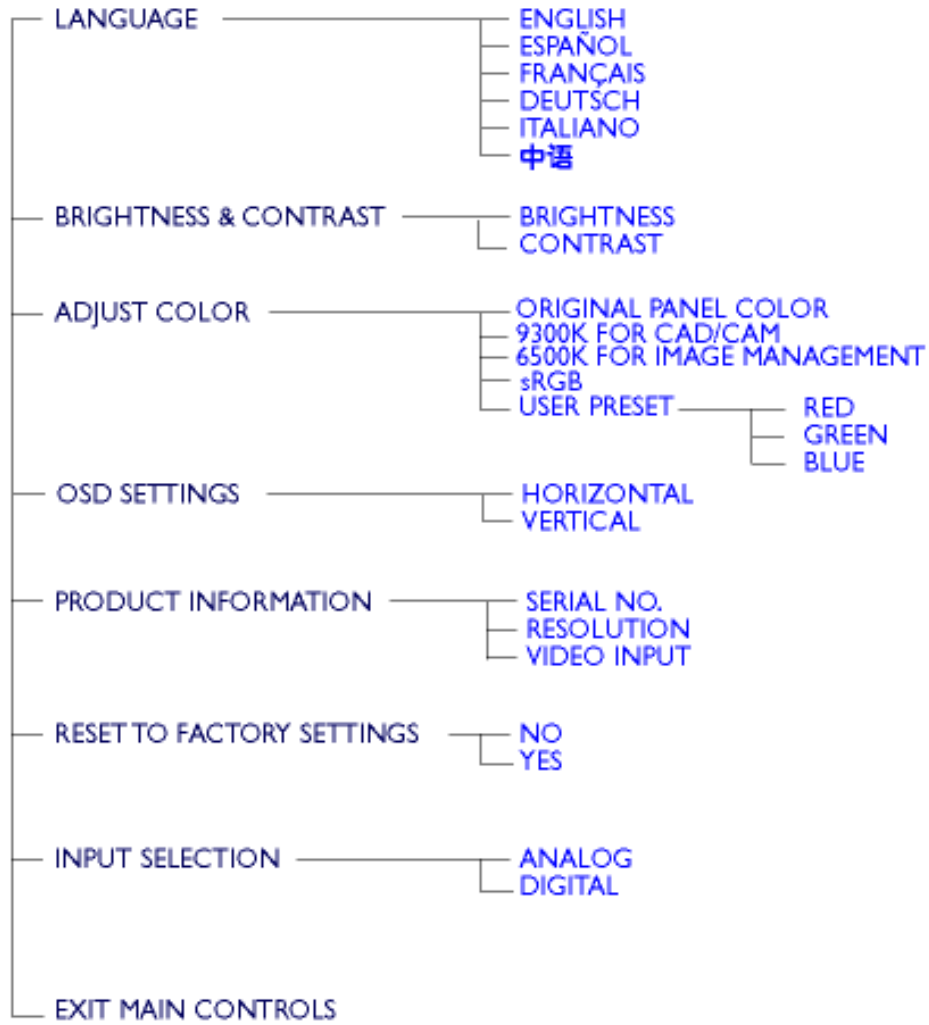 LANGUAGE ENGLISH
ESPAÑOL
FRANÇAIS
DEUTSCH
ITALIANO
中语
BRIGHTNESS & CONTRAST BRIGHTNESS
CONTRAST
ADJUST COLOR ORIGINAL PANEL COLOR
9300K FOR CAD/CAM
6500K FOR IMAGE MANAGEMENT
sRGB
USER PRESET RED
GREEN
BLUE
OSD SETTINGS HORIZONTAL
VERTICAL
PRODUCT INFORMATION SERIAL NO.
RESOLUTION
VIDEO INPUT
RESET TO FACTORY SETTINGS NO
YES
INPUT SELECTION ANALOG
DIGITAL
EXIT MAIN CONTROLS